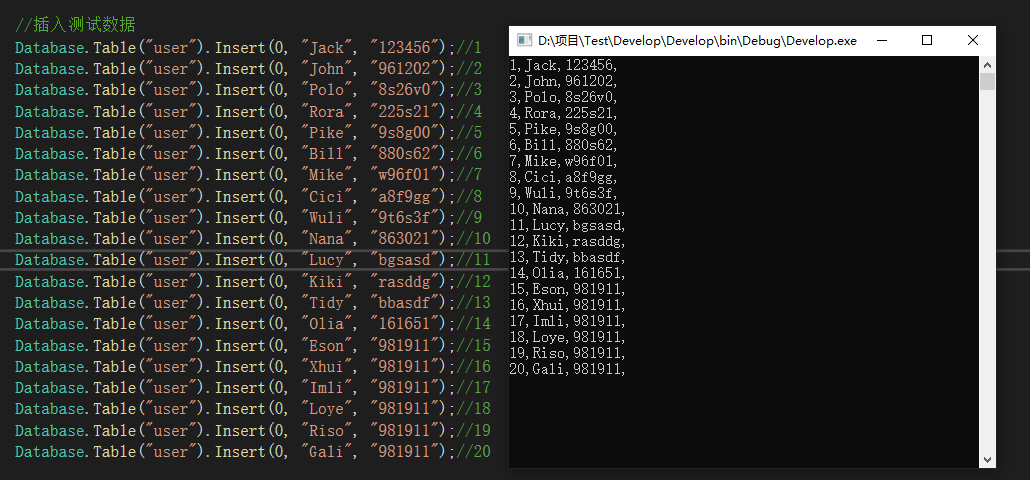 //插入测试数据
Database.Table("user").Insert(0, "Jack", "123456");//1
Database.Table("user").Insert(0, "John", "961202");//2
Database.Table("user").Insert(0, "Polo", "8s26v0");//3
Database.Table("user").Insert(0, "Rora", "225s21");//4
Database.Table("user").Insert(0, "Pike", "9s8g00");//5
Database.Table("user").Insert(0, "Bill", "880s62");//6
Database.Table("user").Insert(0, "Mike", "w96f01");//7
Database.Table("user").Insert(0, "Cici", "a8f9gg");//8
Database.Table("user").Insert(0, "Wuli", "9t6s3f");//9
Database.Table("user").Insert(0, "Nana", "863021");//10
Database.Table("user").Insert(0, "Lucy", "bgsasd");//11
Database.Table("user").Insert(0, "Kiki", "rasddg");//12
Database.Table("user").Insert(0, "Tidy", "bbasdf");//13
Database.Table("user").Insert(0, "Olia", "161651");//14
Database.Table("user").Insert(0, "Eson", "981911");//15
Database.Table("user").Insert(0, "Xhui", "981911");//16
Database.Table("user").Insert(0, "Imli", "981911");//17
Database.Table("user").Insert(0, "Loye", "981911");//18
Database.Table("user").Insert(0, "Riso", "981911");//19
Database.Table("user").Insert(0, "Gali", "981911");//20
D:\项目\Test\Develop\Develop\bin\Debug\Develop.exe
1,Jack,123456,
2,John,961202,
3,Polo,8s26v0,
4,Rora,225s21,
5,Pike,9s8g00,
6,Bill,880s62,
7,Mike,w96f01,
8,Cici,a8f9gg,
9,Wuli,9t6s3f,
10,Nana,863021,
11,Lucy,bgsasd,
12,Kiki,rasddg,
13,Tidy,bbasdf,
14,Olia,161651,
15,Eson,981911,
16,Xhui,981911,
17,Imli,981911,
18,Loye,981911,
19,Riso,981911,
20,Gali,981911,